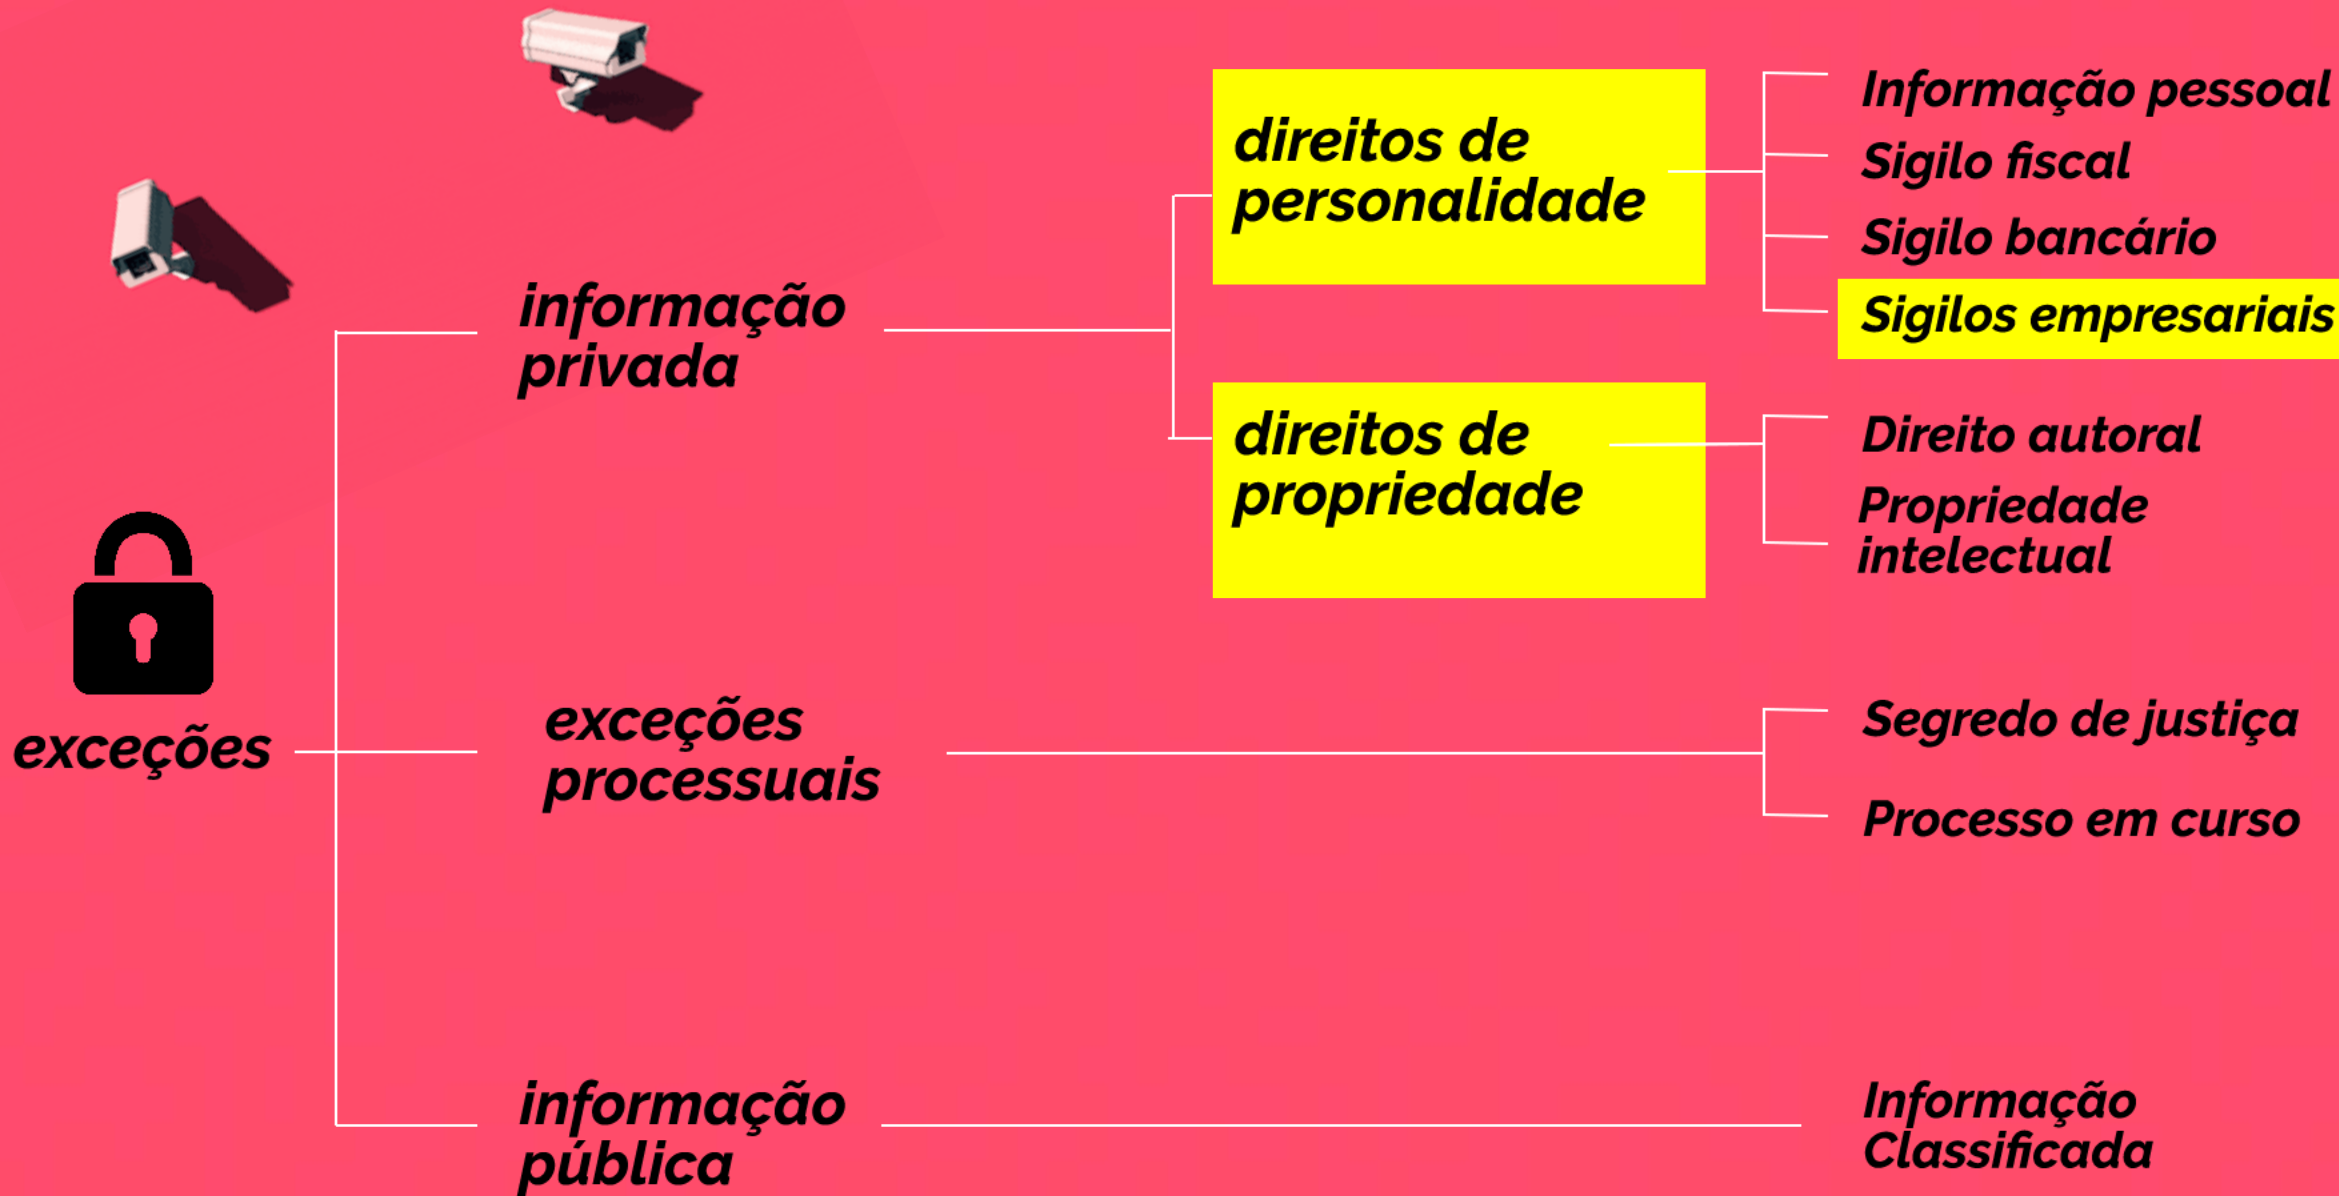 exceções
informação
privada
direitos de
personalidade
Informação pessoal
Sigilo fiscal
Sigilo bancário
Sigilos empresariais
direitos de
propriedade
Direito autoral
Propriedade
intelectual
exceções
processuais
Segredo de justiça
Processo em curso
informação
pública
Informação
Classificada